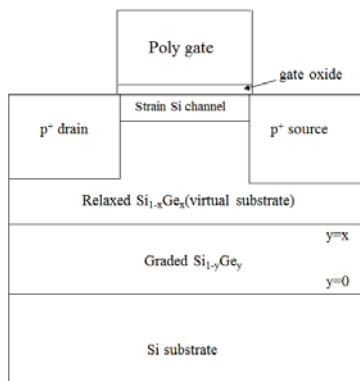 Poly gate
gate oxide
Strain Si channel
p⁺ drain
p⁺ source
Relaxed Si₁₋ₓGeₓ(virtual substrate)
y=x
Graded Si₁₋ᵧGeᵧ
y=0
Si substrate